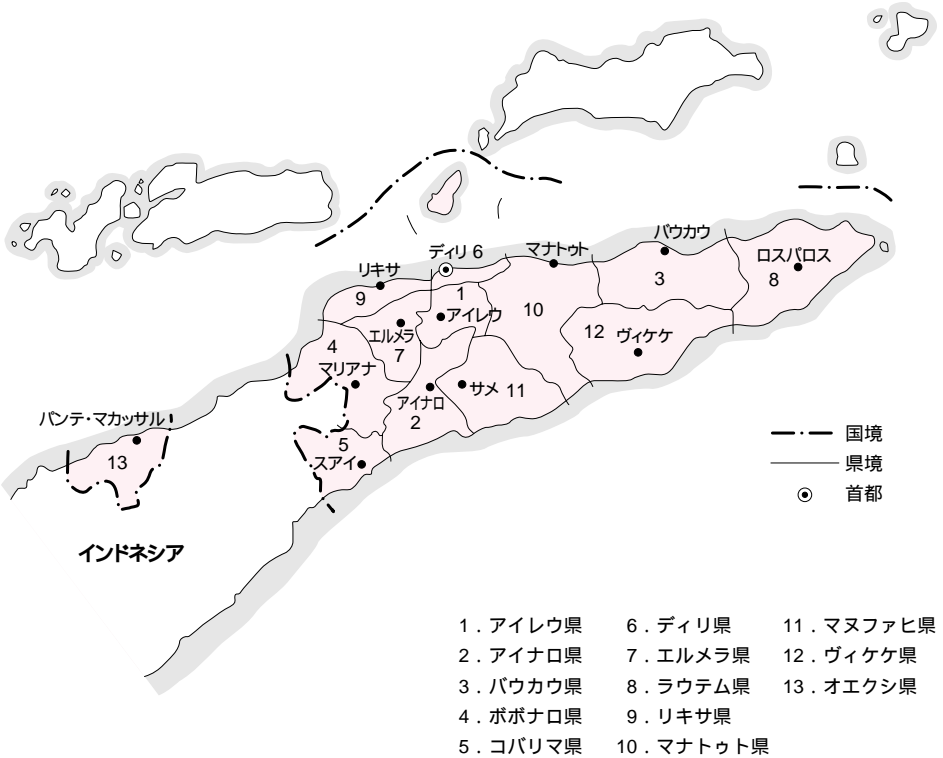 バウカウ
ディリ 6
マナトゥト
ロスパロス
リキサ
3
8
9
1
アイレウ
10
エルメラ
7
12
ヴィケケ
4
マリアナ
サメ 11
アイナロ
2
パンテ・マカッサル
5
スアイ
13
国境
県境
首都
インドネシア
1．アイレウ県
2．アイナロ県
3．バウカウ県
4．ボボナロ県
5．コバリマ県
6．ディリ県
7．エルメラ県
8．ラウテム県
9．リキサ県
10．マナトゥト県
11．マヌファヒ県
12．ヴィケケ県
13．オエクシ県